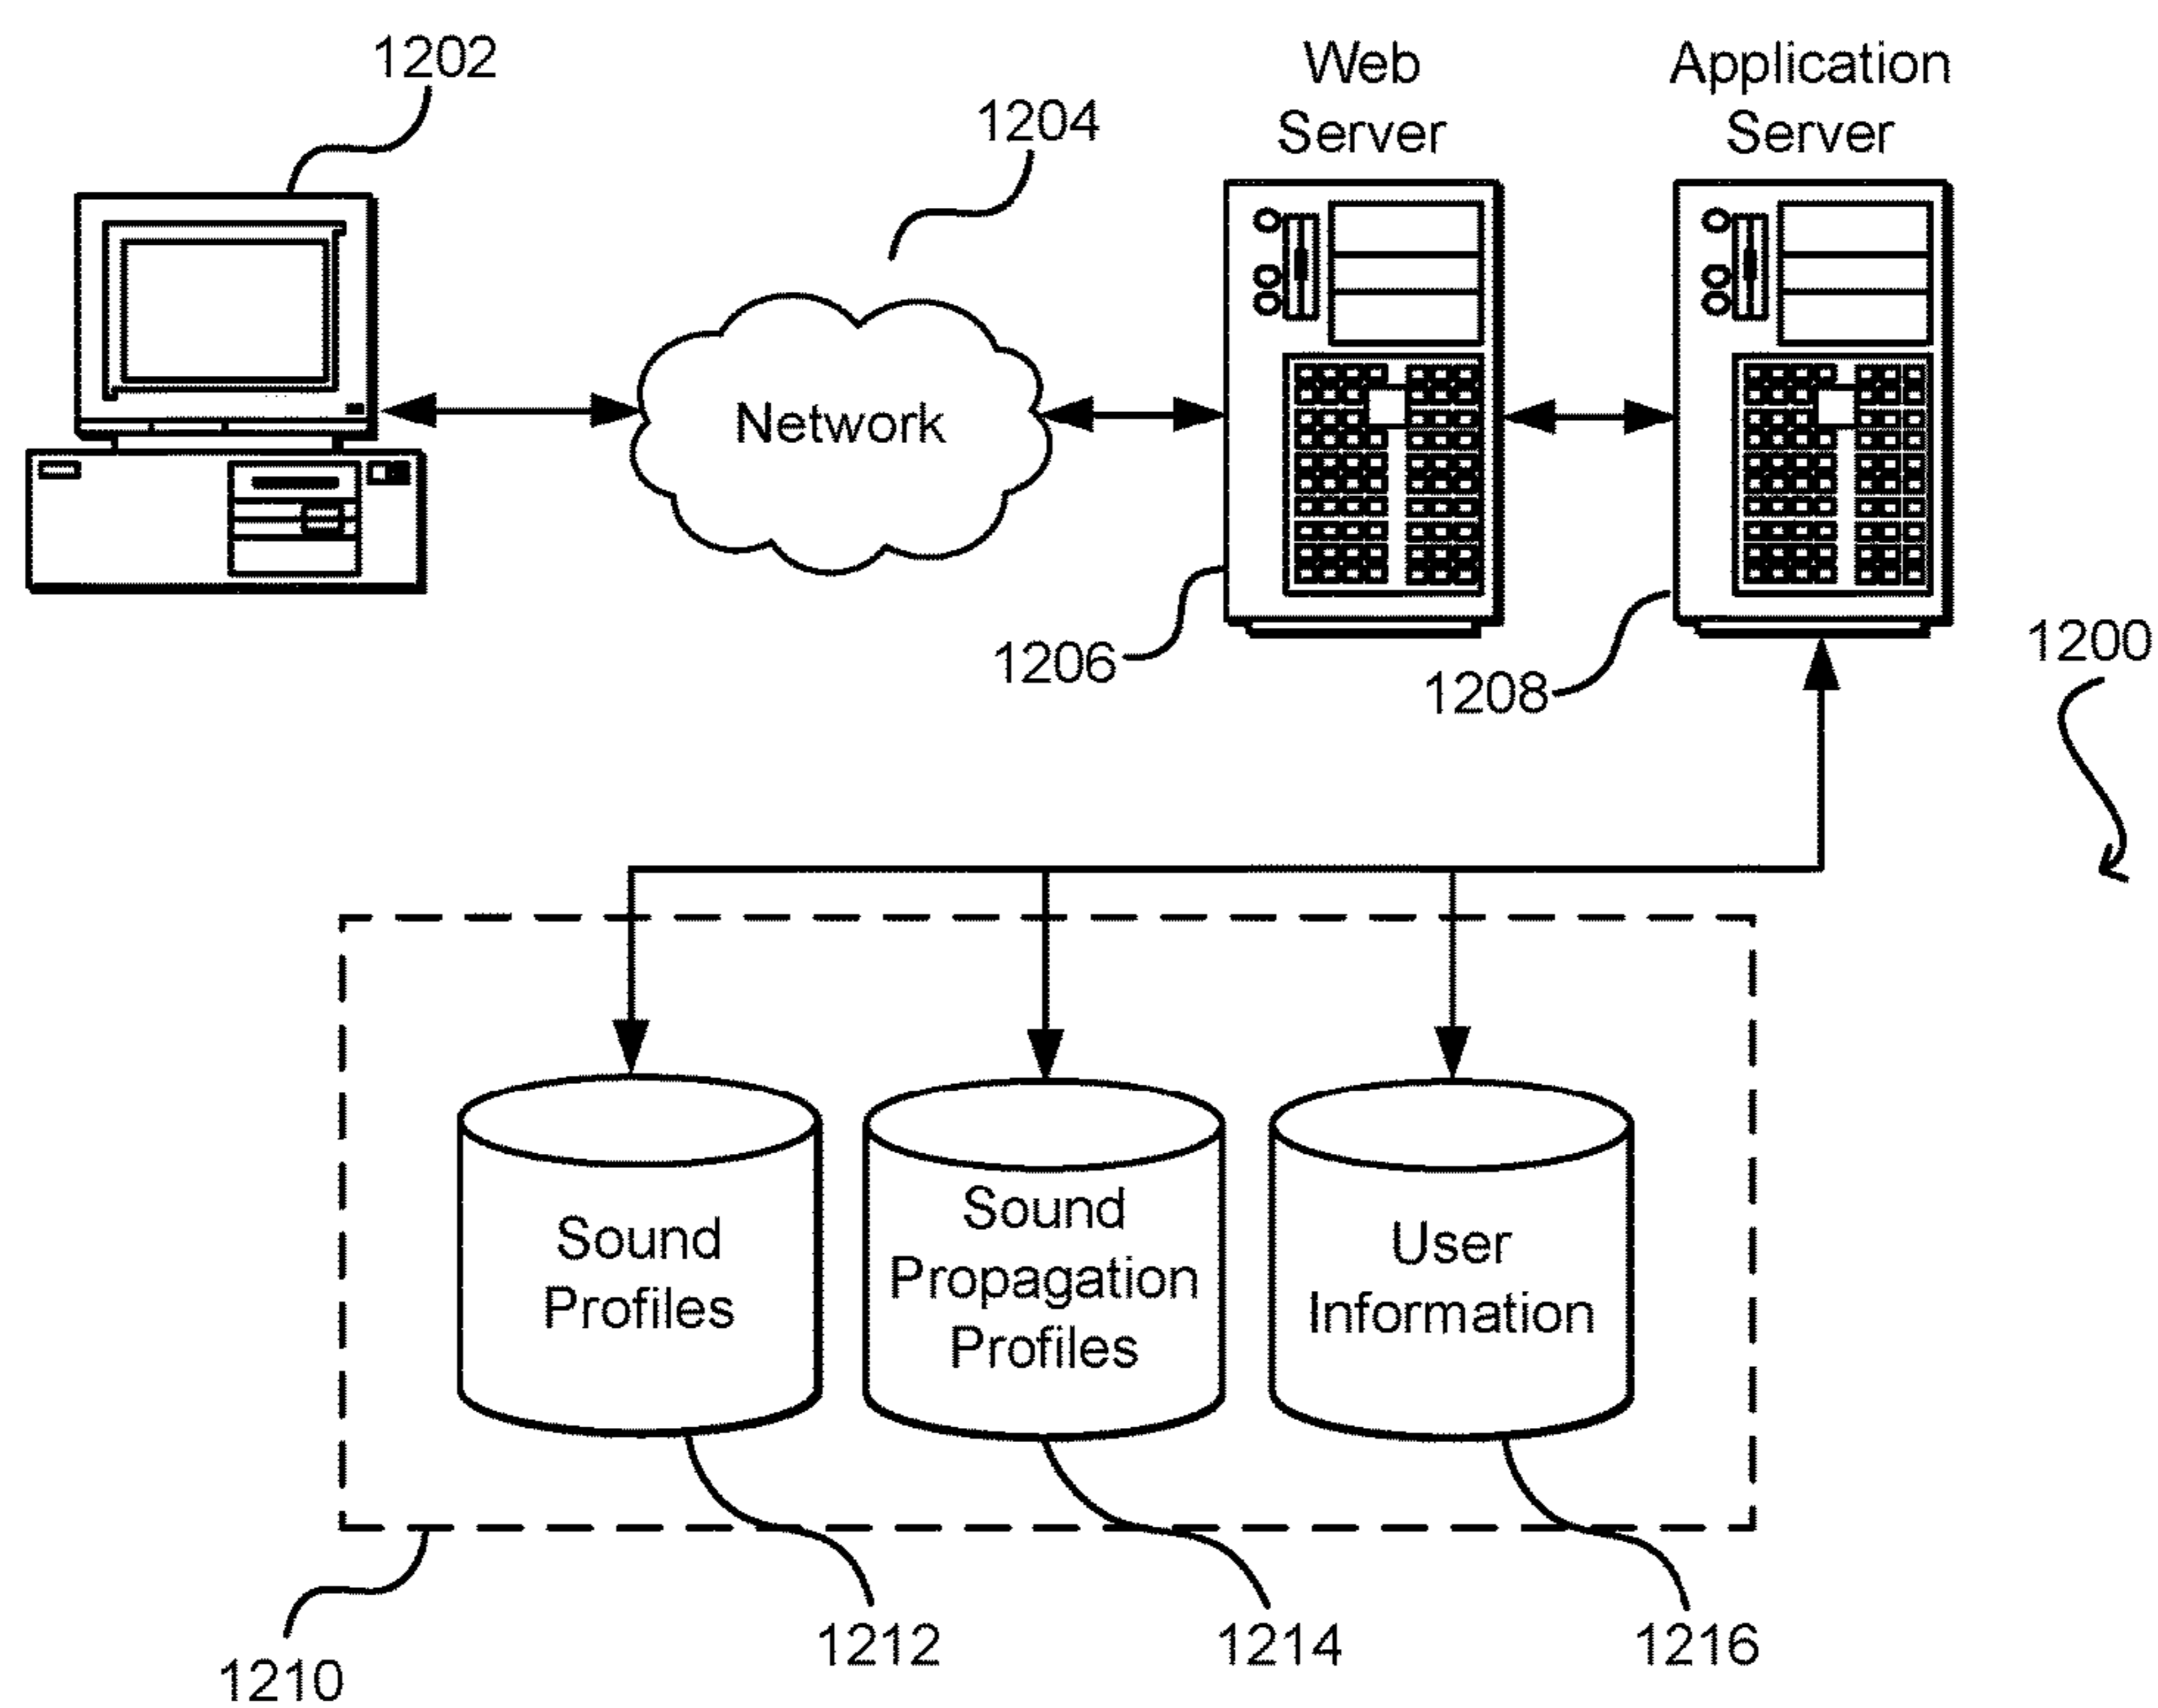 1202
1204
Web
Server
Application
Server
Network
1206
1208
1200
Sound
Profiles
Sound
Propagation
Profiles
User
Information
1210
1212
1214
1216